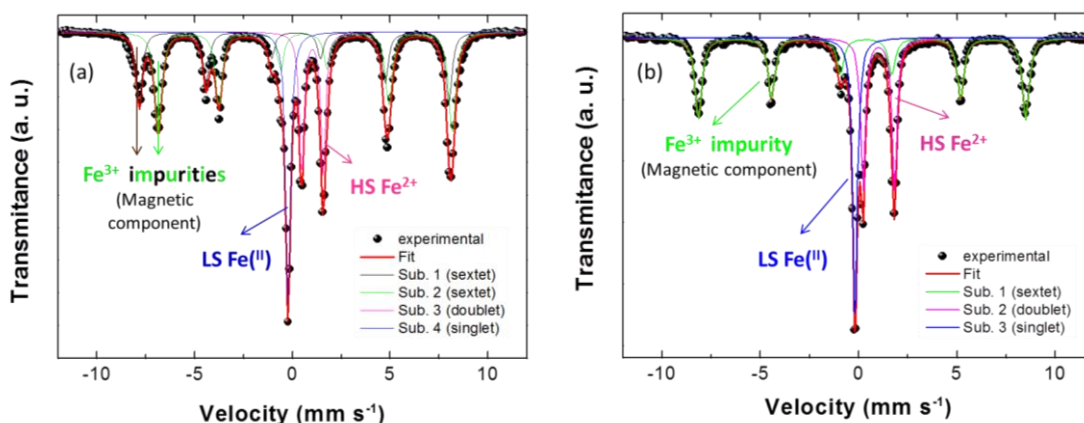 (a)
Fe³⁺ impurities
(Magnetic
component)
HS Fe²⁺
LS Fe(II)
experimental
Fit
Sub. 1 (sextet)
Sub. 2 (sextet)
Sub. 3 (doublet)
Sub. 4 (singlet)
Transmitance (a. u.)
-10 -5 0 5 10
Velocity (mm s⁻¹)
(b)
Fe³⁺ impurity
(Magnetic component)
HS Fe²⁺
LS Fe(II)
experimental
Fit
Sub. 1 (sextet)
Sub. 2 (doublet)
Sub. 3 (singlet)
Transmitance (a. u.)
-10 -5 0 5 10
Velocity (mm s⁻¹)